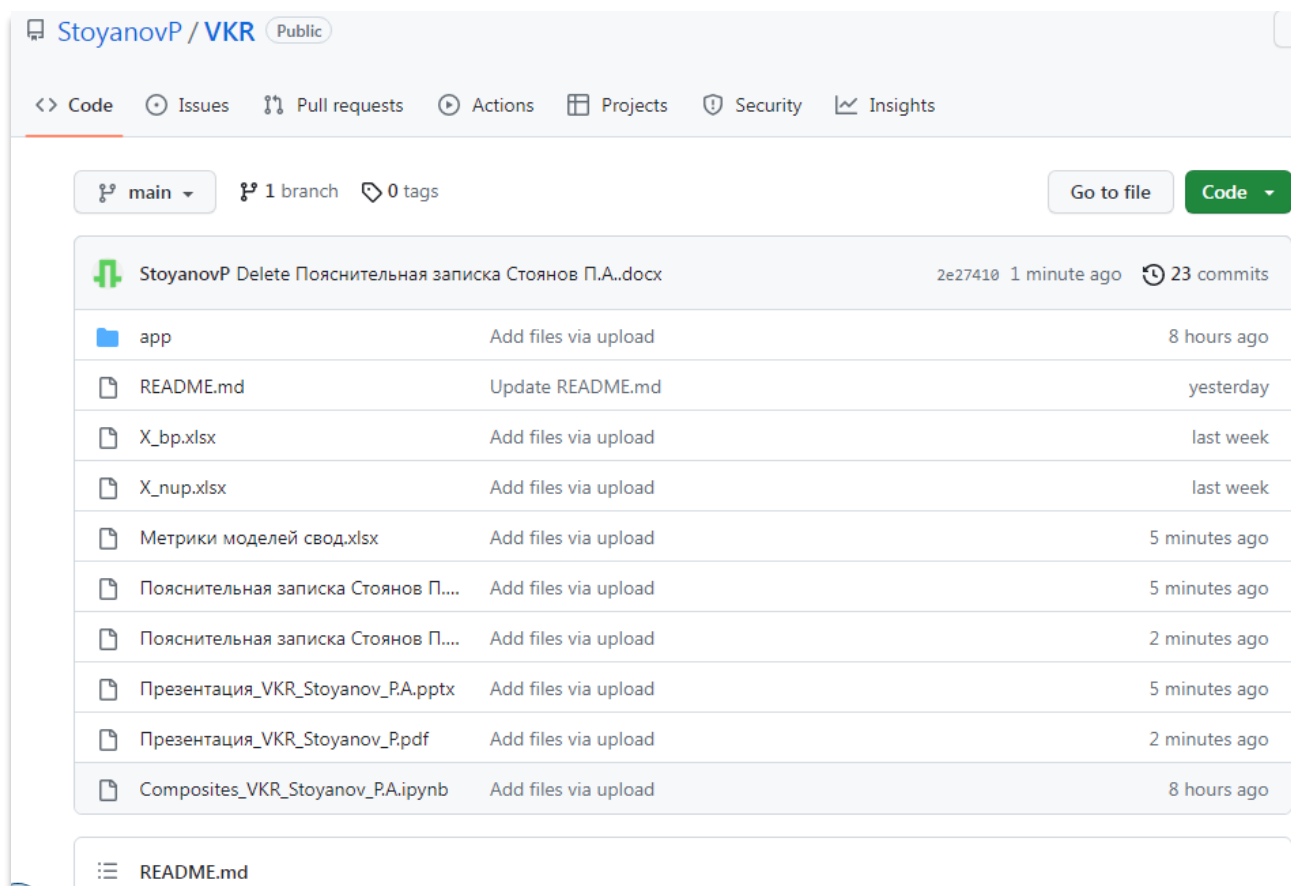 StoyanovP / VKR Public
Code Issues Pull requests Actions Projects Security Insights
main 1 branch 0 tags Go to file Code
StoyanovP Delete Пояснительная записка Стоянов П.А..docx 2e27410 1 minute ago 23 commits
app Add files via upload 8 hours ago
README.md Update README.md yesterday
X_bp.xlsx Add files via upload last week
X_nup.xlsx Add files via upload last week
Метрики моделей свод.xlsx Add files via upload 5 minutes ago
Пояснительная записка Стоянов П.... Add files via upload 5 minutes ago
Пояснительная записка Стоянов П.... Add files via upload 2 minutes ago
Презентация_VKR_Stoyanov_P.A.pptx Add files via upload 5 minutes ago
Презентация_VKR_Stoyanov_P.pdf Add files via upload 2 minutes ago
Composites_VKR_Stoyanov_P.A.ipynb Add files via upload 8 hours ago
README.md